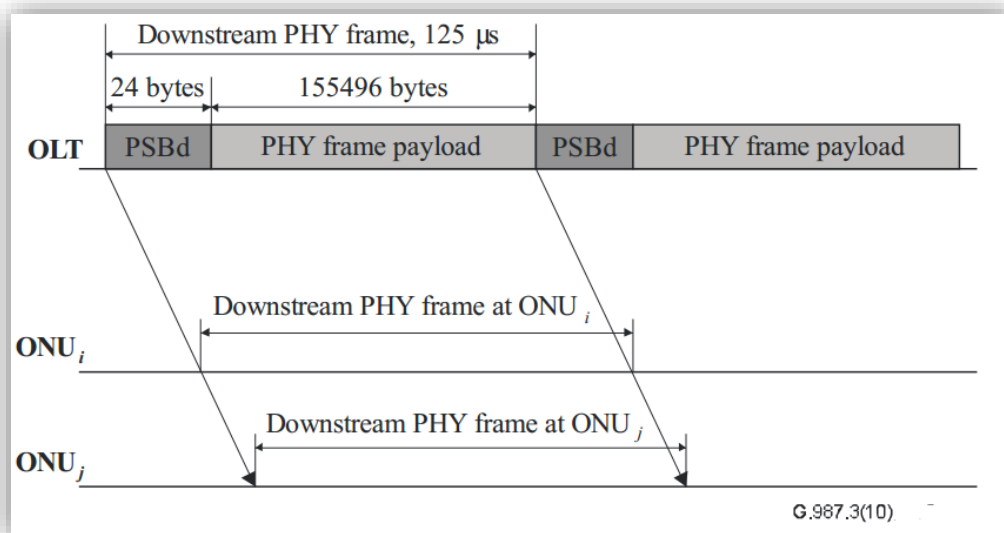 Downstream PHY frame, 125 μs
24 bytes 155496 bytes
OLT PSBd PHY frame payload PSBd PHY frame payload
Downstream PHY frame at ONU i
ONU i
Downstream PHY frame at ONU j
ONU j
G.987.3(10)